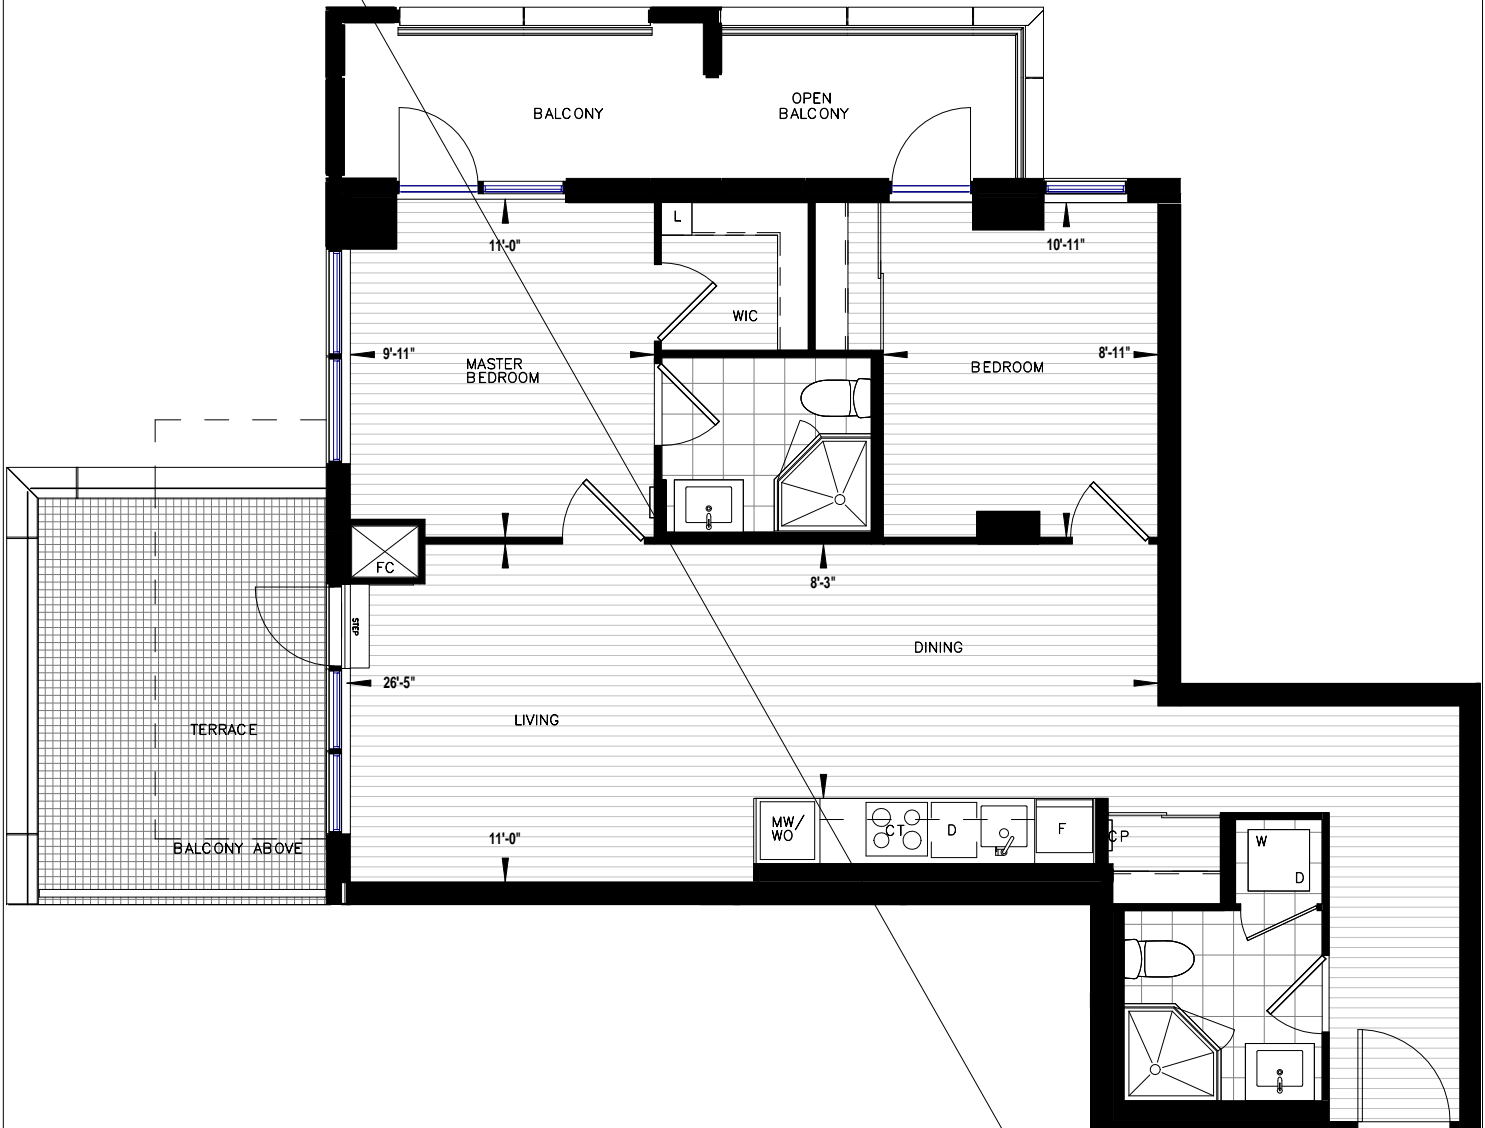 OPEN
BALCONY
BALCONY
L
11'-0"
10'-11"
WIC
9'-11"
MASTER
BEDROOM
8'-11"
BEDROOM
FC
8'-3"
STEP
DINING
26'-5"
LIVING
TERRACE
MW/
WO
CT
D
F
CP
11'-0"
W
D
BALCONY ABOVE